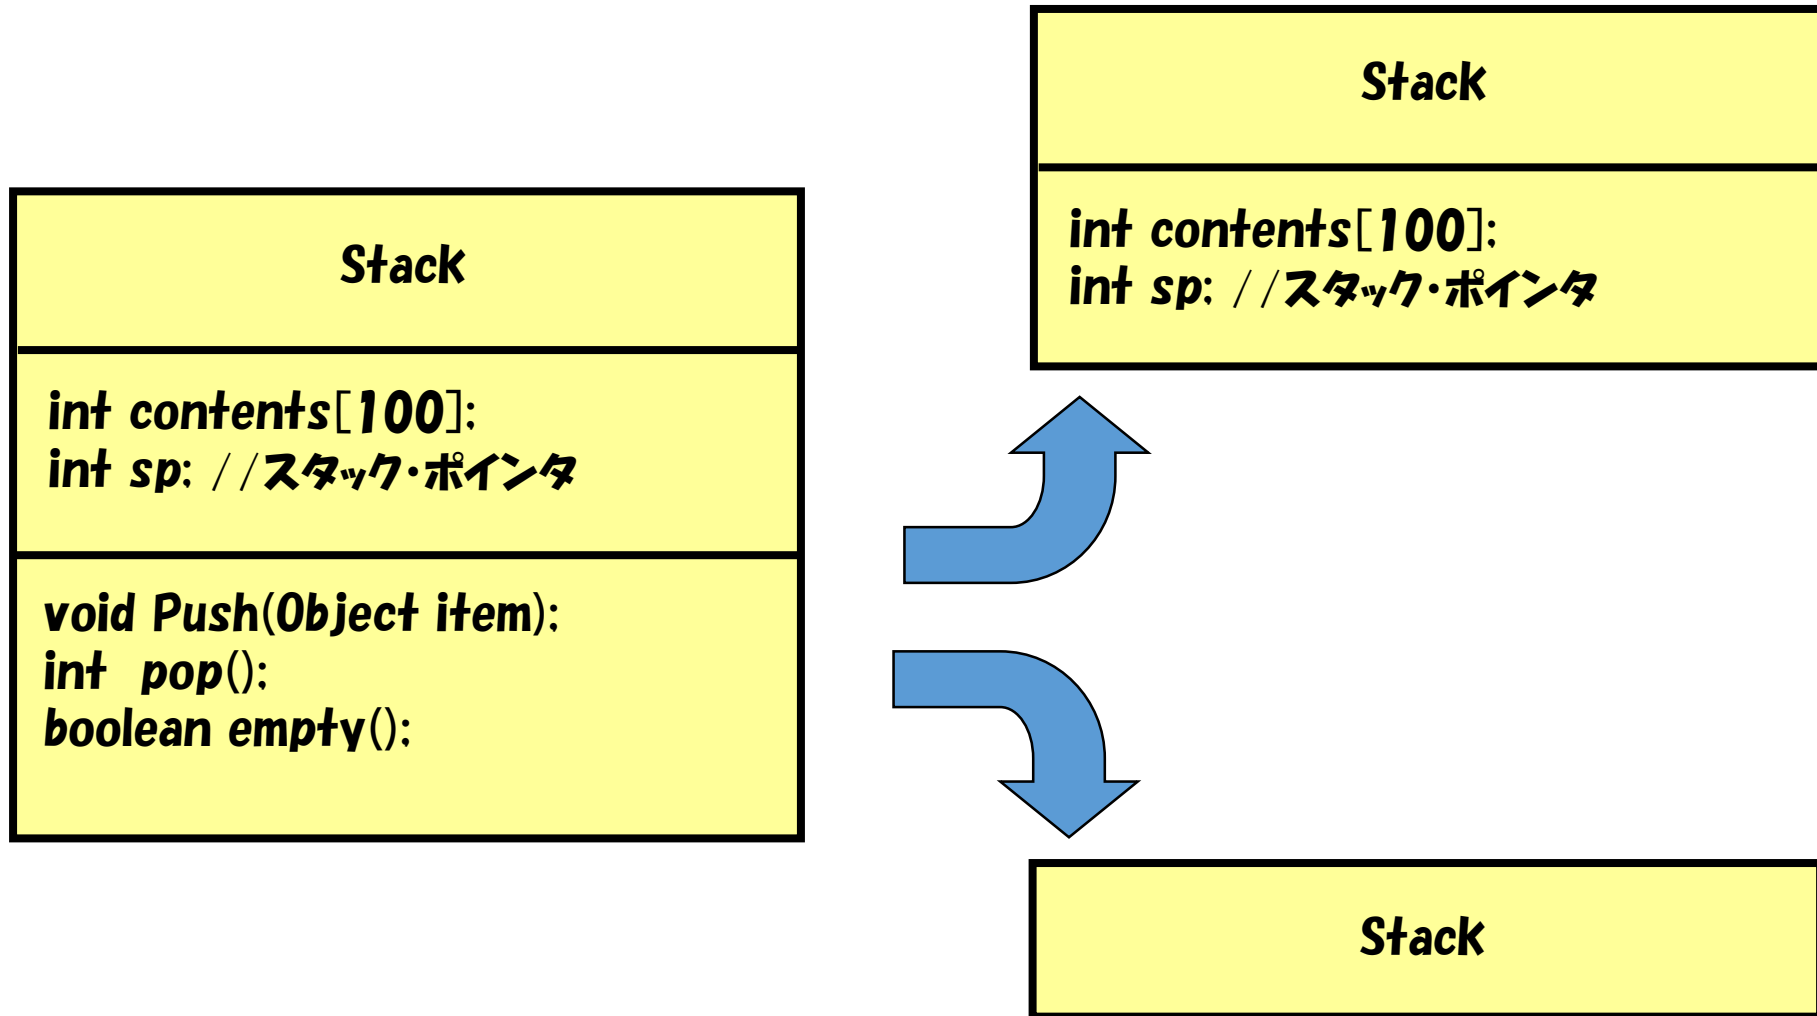 Stack
int contents[100];
int sp; //スタック・ポインタ
void Push(Object item);
int pop();
boolean empty();
Stack
int contents[100];
int sp; //スタック・ポインタ
Stack